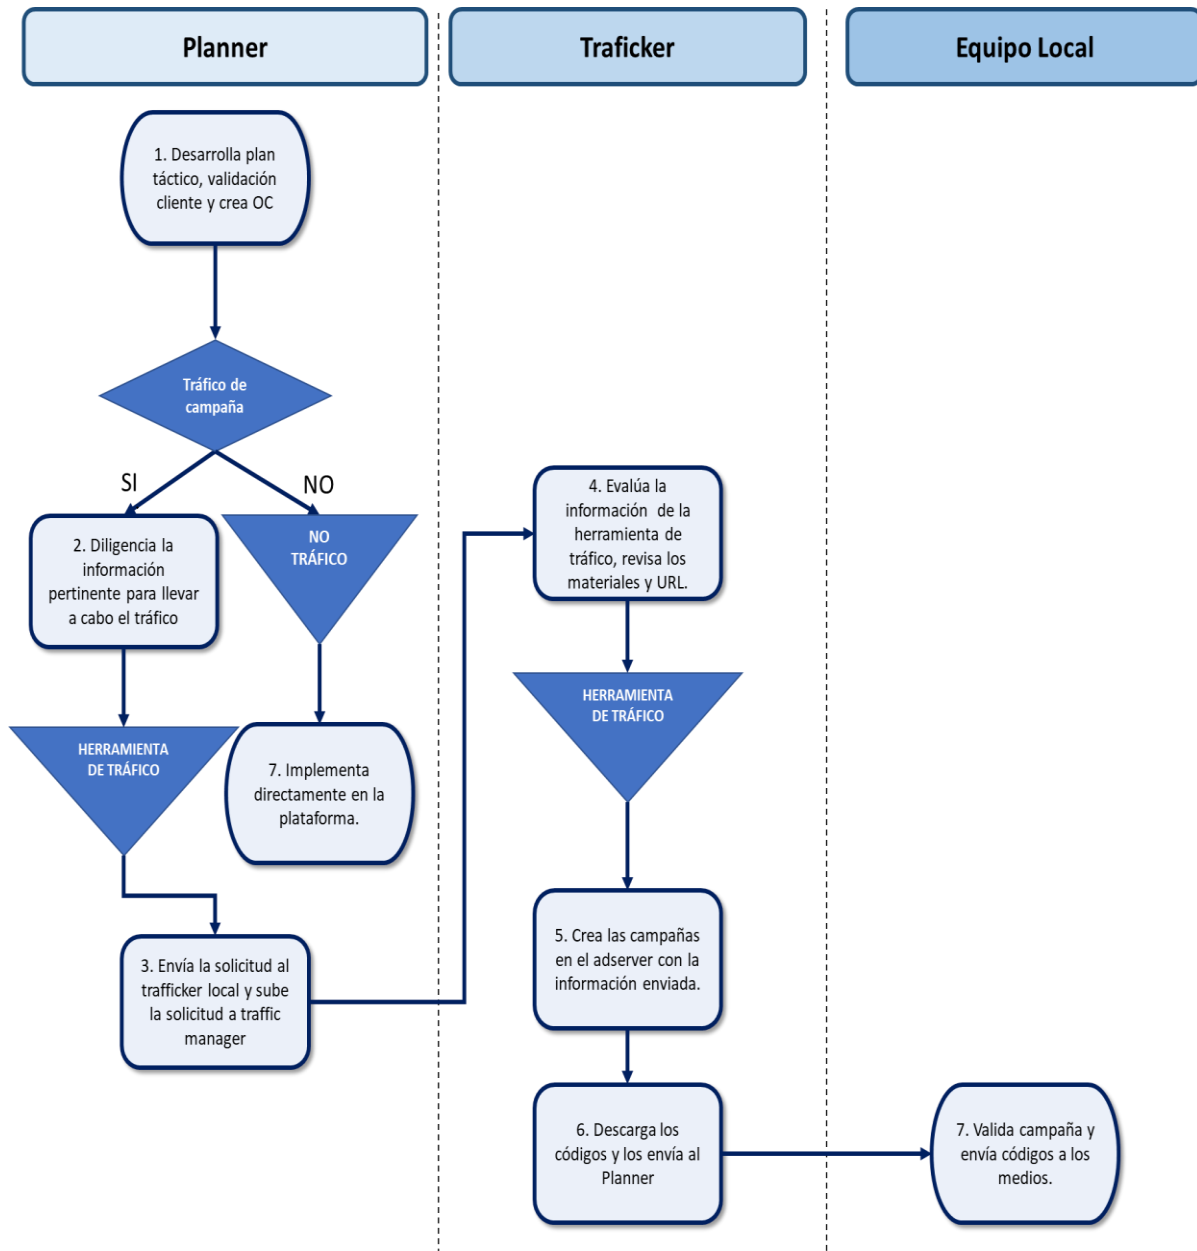 Planner
Traficker
Equipo Local
1. Desarrolla plan
táctico, validación
cliente y crea OC
Tráfico de
campaña
SI
NO
2. Diligencia la
información
pertinente para llevar
a cabo el tráfico
NO
TRÁFICO
HERRAMIENTA
DE TRÁFICO
7. Implementa
directamente en la
plataforma.
3. Envía la solicitud al
trafficker local y sube
la solicitud a traffic
manager
4. Evalúa la
información de la
herramienta de
tráfico, revisa los
materiales y URL.
HERRAMIENTA
DE TRÁFICO
5. Crea las campañas
en el adserver con la
información enviada.
6. Descarga los
códigos y los envía al
Planner
7. Valida campaña y
envía códigos a los
medios.